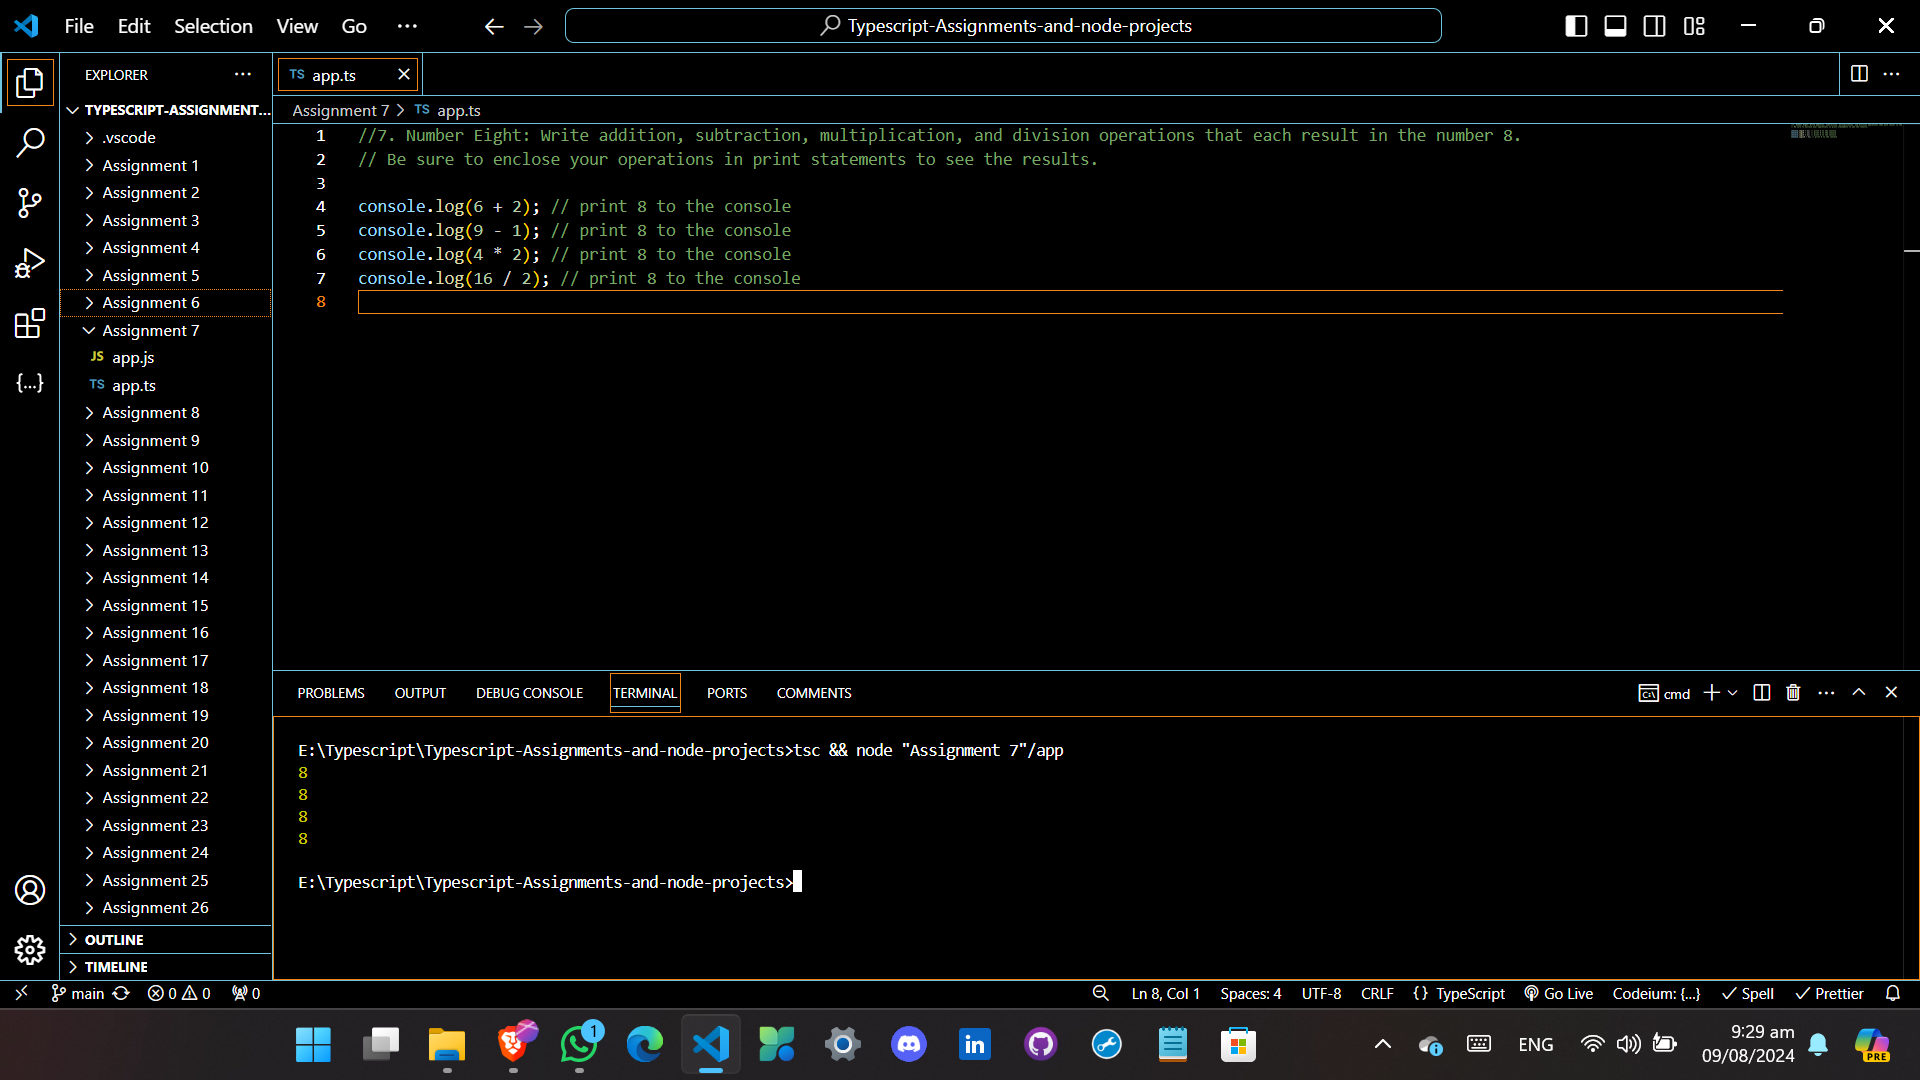 File Edit Selection View Go ···
Typescript-Assignments-and-node-projects
EXPLORER ···
TYPESCRIPT-ASSIGNMENT...
.vscode
Assignment 1
Assignment 2
Assignment 3
Assignment 4
Assignment 5
Assignment 6
Assignment 7
JS app.js
TS app.ts
Assignment 8
Assignment 9
Assignment 10
Assignment 11
Assignment 12
Assignment 13
Assignment 14
Assignment 15
Assignment 16
Assignment 17
Assignment 18
Assignment 19
Assignment 20
Assignment 21
Assignment 22
Assignment 23
Assignment 24
Assignment 25
Assignment 26
OUTLINE
TIMELINE
TS app.ts
Assignment 7 > TS app.ts
1 //7. Number Eight: Write addition, subtraction, multiplication, and division operations that each result in the number 8.
2 // Be sure to enclose your operations in print statements to see the results.
3
4 console.log(6 + 2); // print 8 to the console
5 console.log(9 - 1); // print 8 to the console
6 console.log(4 * 2); // print 8 to the console
7 console.log(16 / 2); // print 8 to the console
8
PROBLEMS OUTPUT DEBUG CONSOLE TERMINAL PORTS COMMENTS
cmd
E:\Typescript\Typescript-Assignments-and-node-projects>tsc && node "Assignment 7"/app
8
8
8
8
E:\Typescript\Typescript-Assignments-and-node-projects>
main 0 0 0 Ln 8, Col 1 Spaces: 4 UTF-8 CRLF {} TypeScript Go Live Codeium: {...} Spell Prettier
1
in
ENG
9:29 am
09/08/2024
PRE